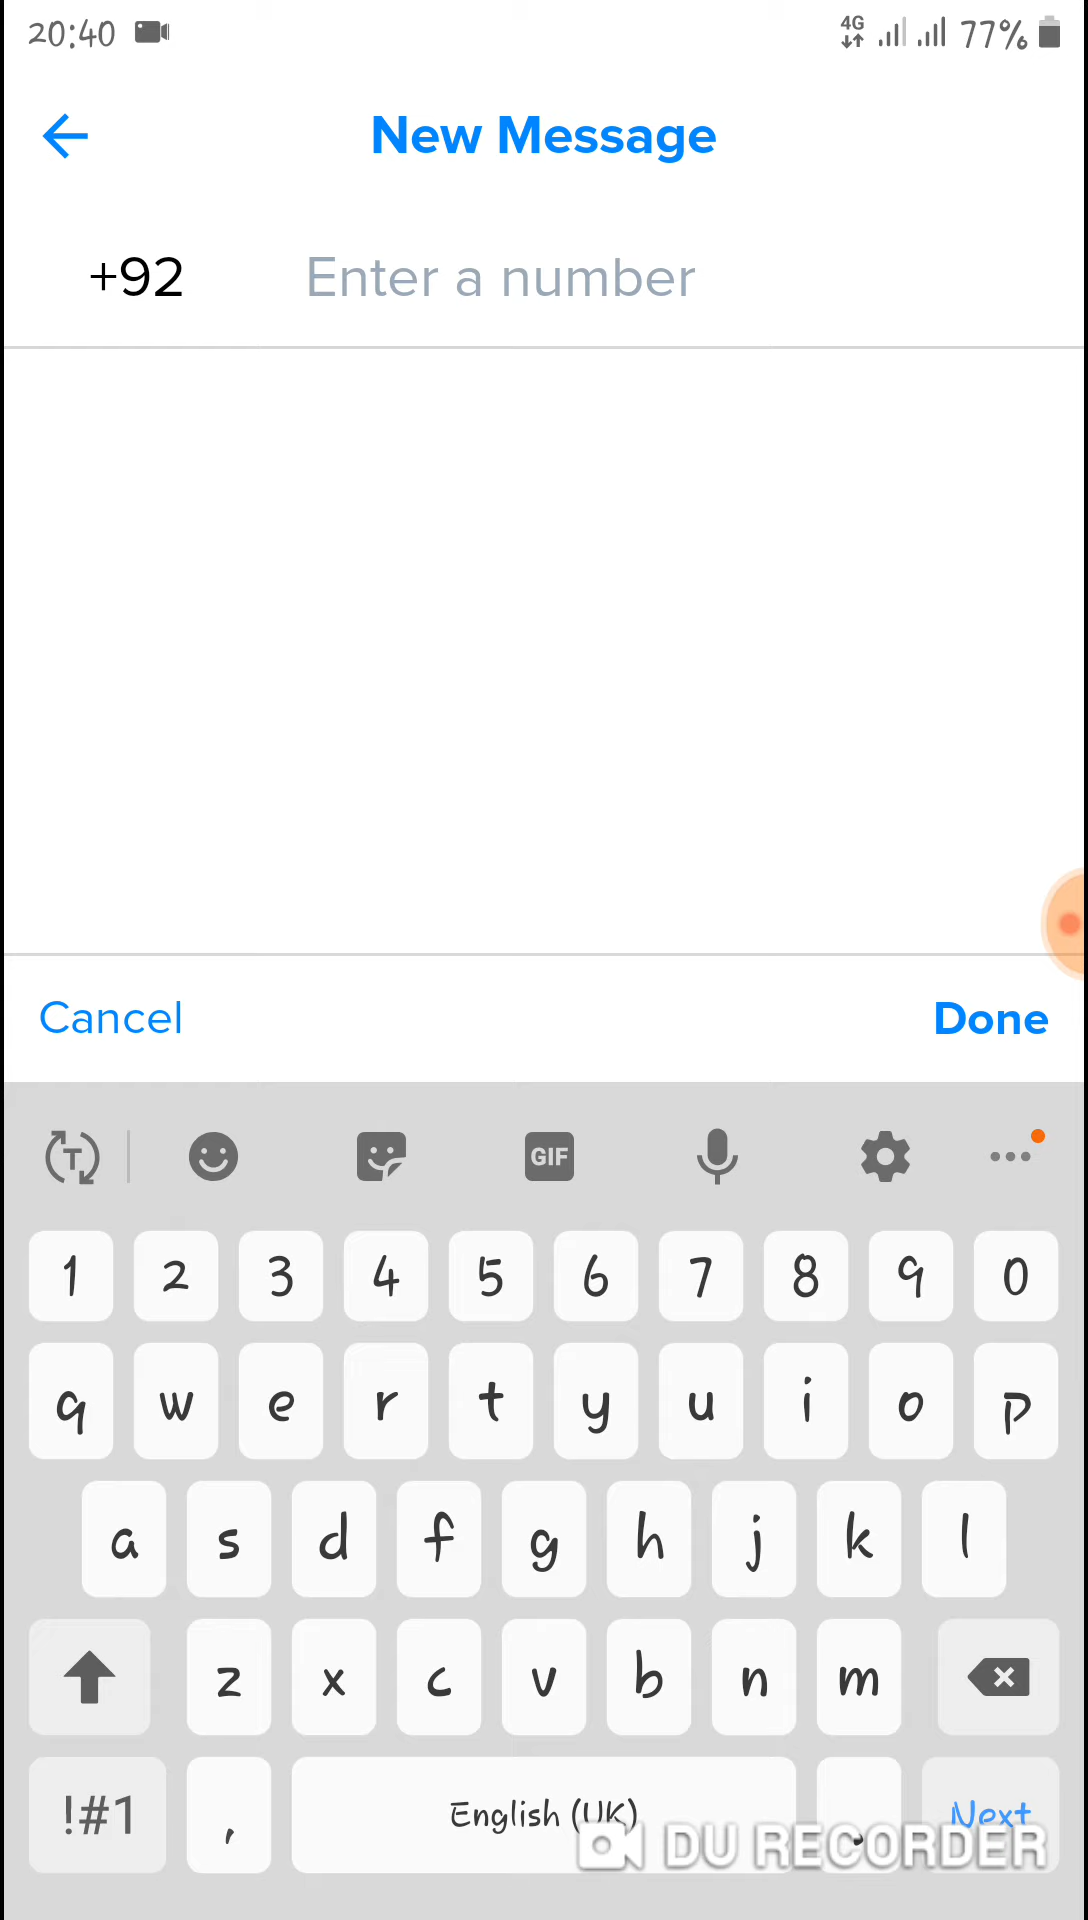 20:40 4G 77%
New Message
+92 Enter a number
Cancel Done
T GIF
1 2 3 4 5 6 7 8 9 0
q w e r t y u i o p
a s d f g h j k l
z x c v b n m
!#1 , English (UK) . Next
DU RECORDER